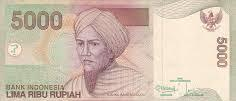 5000
BANK INDONESIA
LIMA RIBU RUPIAH
5000